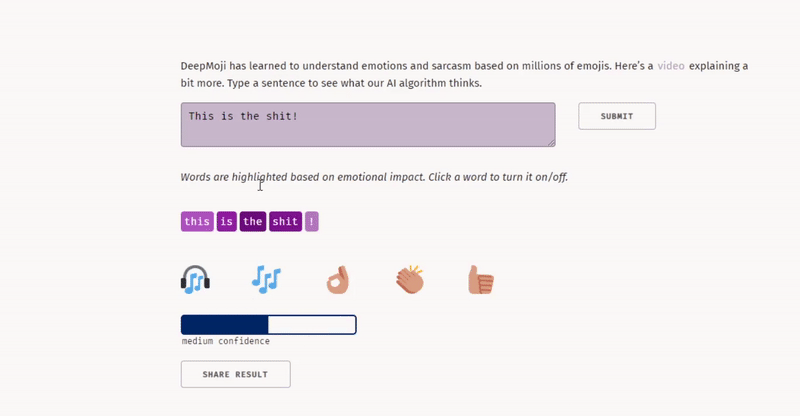 DeepMoji has learned to understand emotions and sarcasm based on millions of emojis. Here's a video explaining a
bit more. Type a sentence to see what our AI algorithm thinks.
This is the shit!
SUBMIT
Words are highlighted based on emotional impact. Click a word to turn it on/off.
this is the shit !
medium confidence
SHARE RESULT